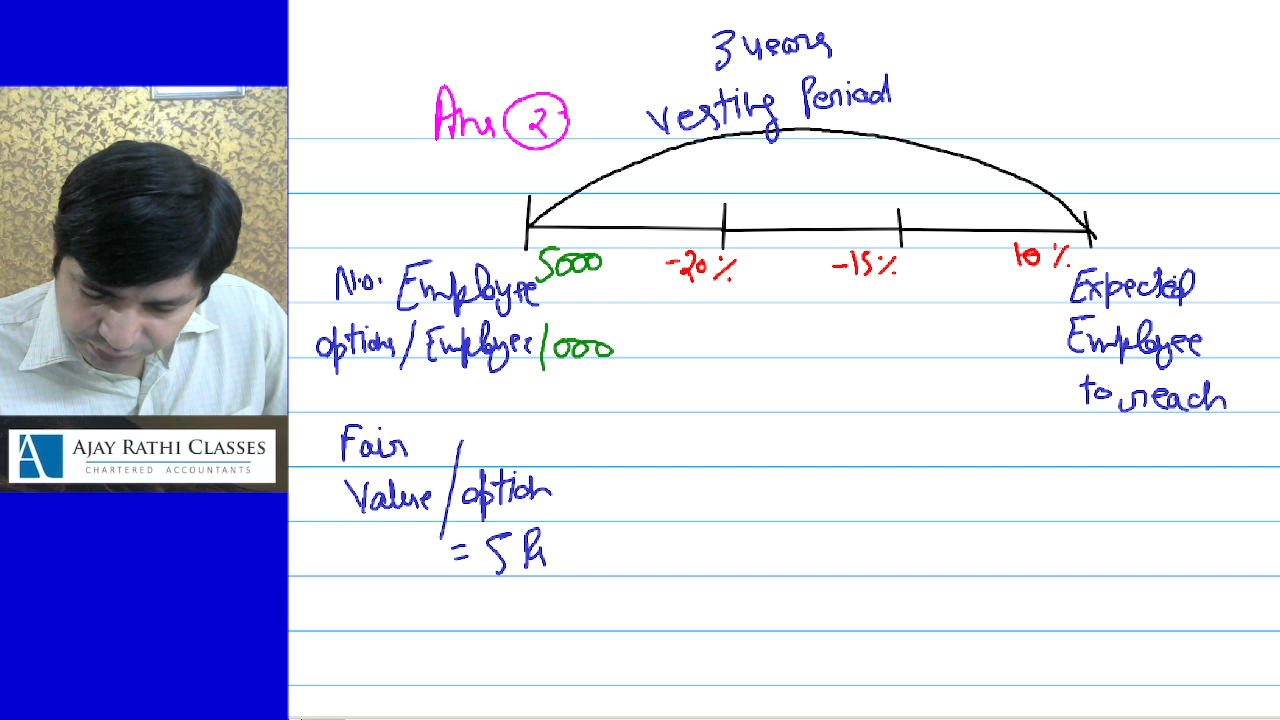 3 years
vesting Period
Ans 2
5000 -20% -15% 10%
No. Employee
options/Employee 1000
Expected
Employee
to reach
Fair
Value/option
= 5 Rs
AJAY RATHI CLASSES
CHARTERED ACCOUNTANTS